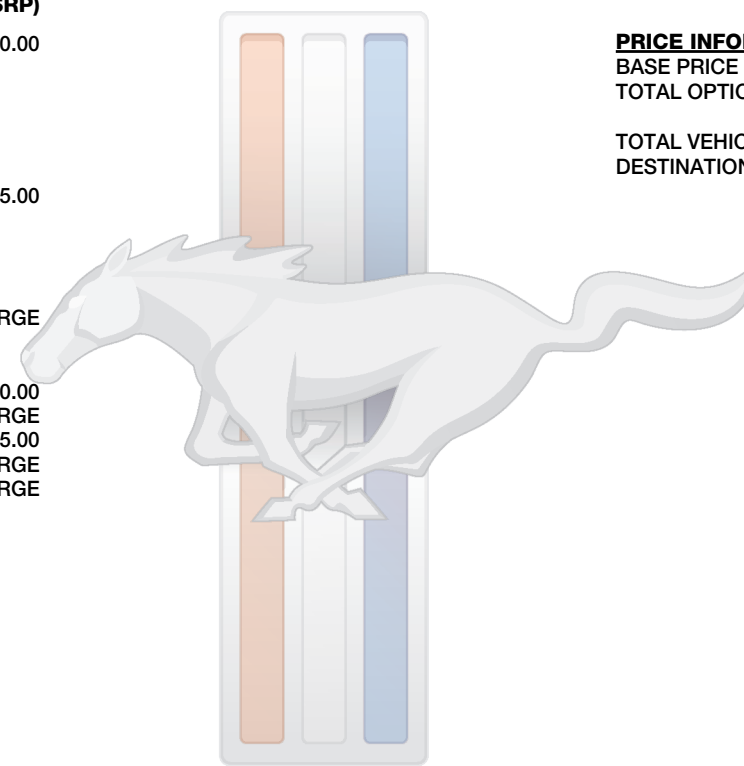 SRP)
0.00
5.00
RGE
0.00
RGE
5.00
RGE
RGE
PRICE INFO
BASE PRICE
TOTAL OPTIO
TOTAL VEHIC
DESTINATION